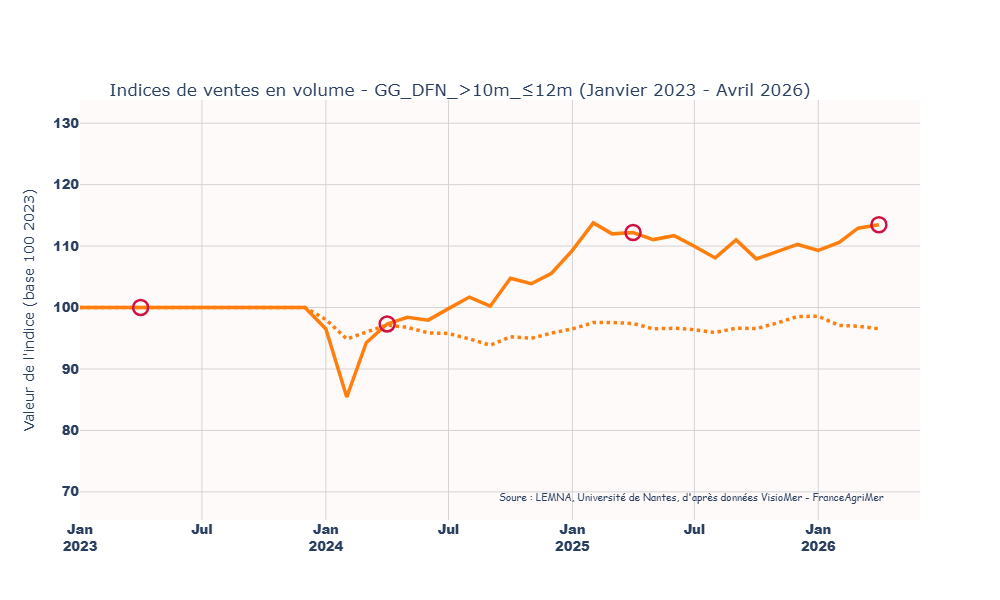 Indices de ventes en volume - GG_DFN_>10m_≤12m (Janvier 2023 - Avril 2026)
Valeur de l'indice (base 100 2023)
130
120
110
100
90
80
70
Soure : LEMNA, Université de Nantes, d'après données VisioMer - FranceAgriMer
Jan Jul Jan Jul Jan Jul Jan
2023 2024 2025 2026